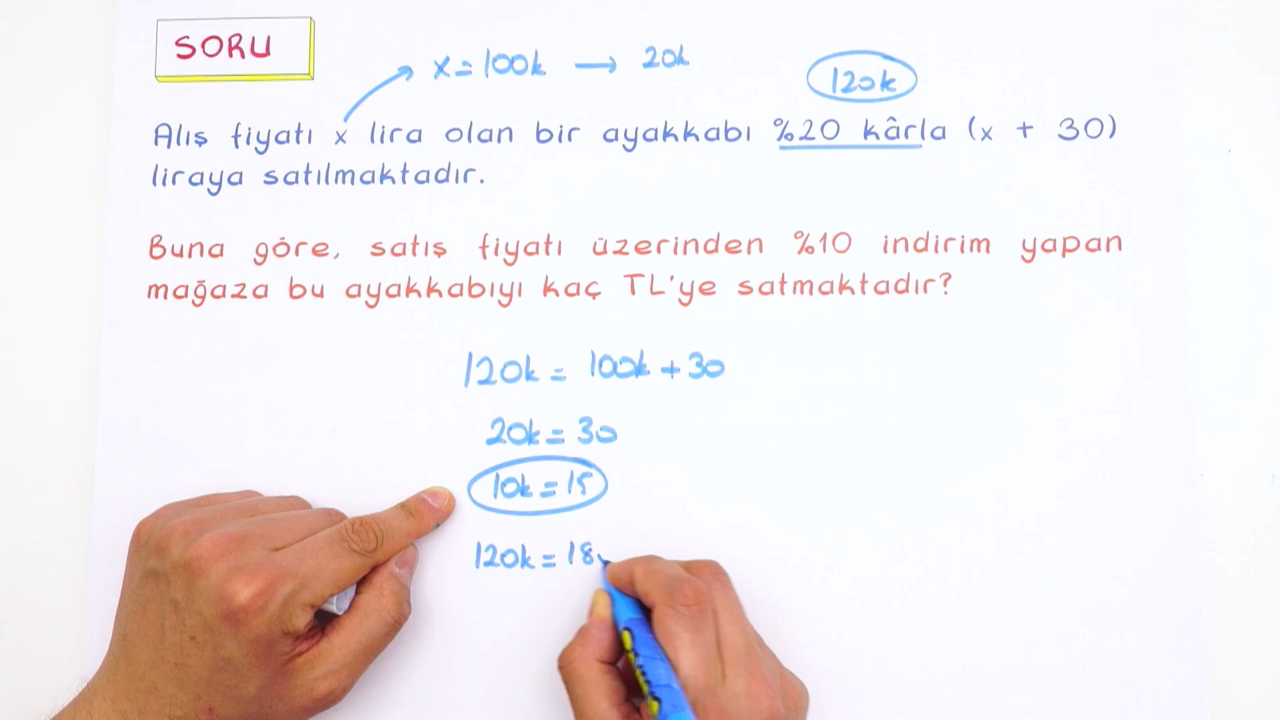 SORU
x = 100k → 20k
120k
Alış fiyatı x lira olan bir ayakkabı %20 kârla (x + 30)
liraya satılmaktadır.
Buna göre, satış fiyatı üzerinden %10 indirim yapan
mağaza bu ayakkabıyı kaç TL'ye satmaktadır?
120k = 100k + 30
20k = 30
10k = 15
120k = 18